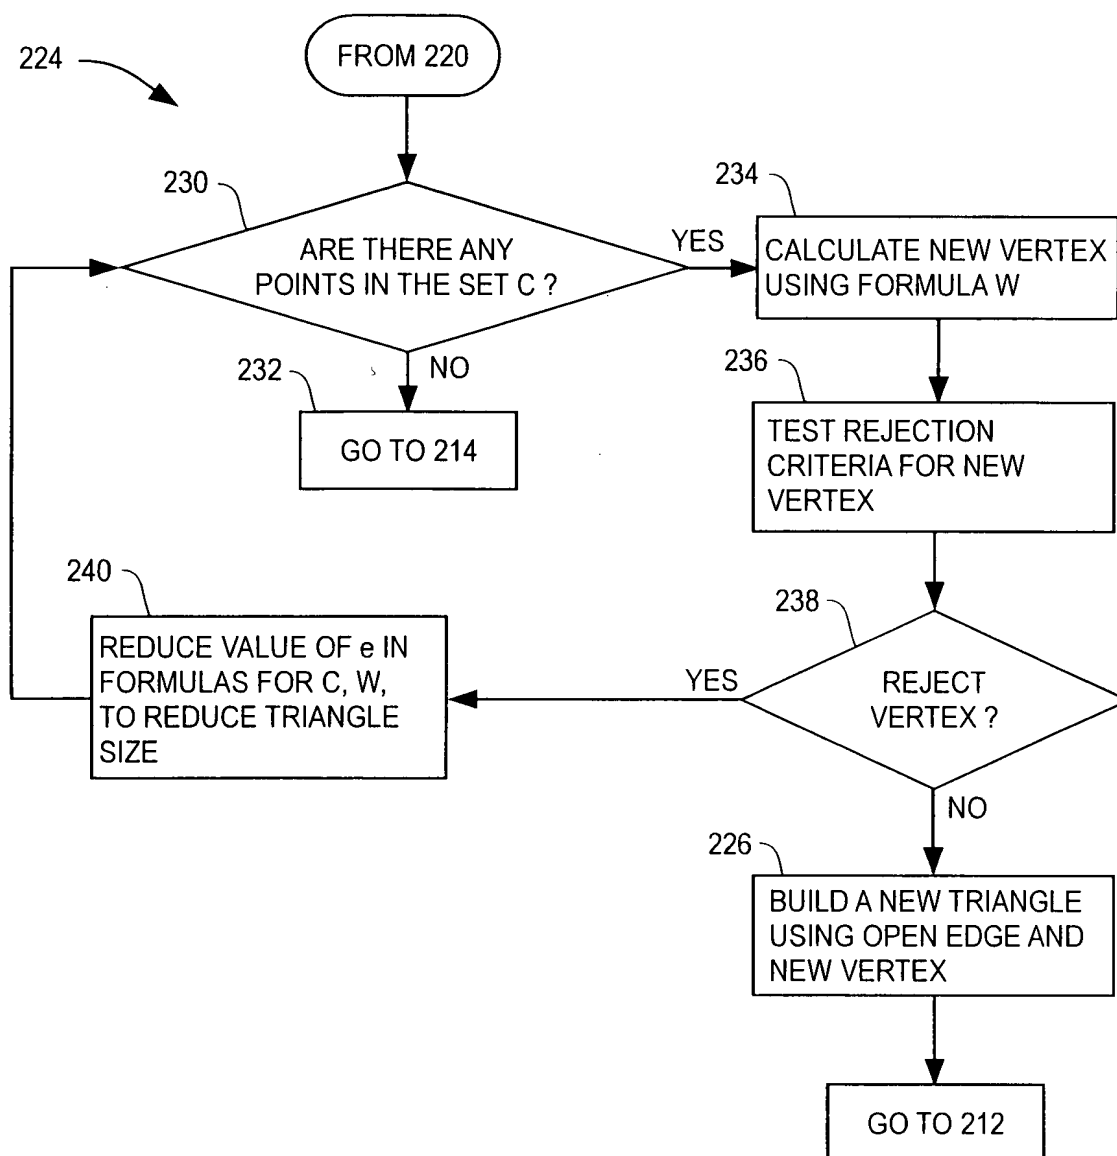 224
FROM 220
230
ARE THERE ANY
POINTS IN THE SET C ?
YES
234
CALCULATE NEW VERTEX
USING FORMULA W
NO
232
GO TO 214
236
TEST REJECTION
CRITERIA FOR NEW
VERTEX
240
REDUCE VALUE OF e IN
FORMULAS FOR C, W,
TO REDUCE TRIANGLE
SIZE
238
YES
REJECT
VERTEX ?
NO
226
BUILD A NEW TRIANGLE
USING OPEN EDGE AND
NEW VERTEX
GO TO 212